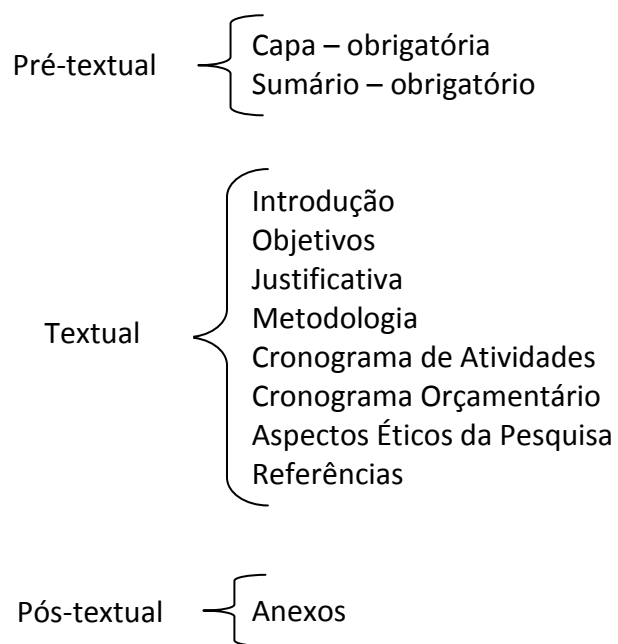 Pré-textual
Capa – obrigatória
Sumário – obrigatório
Textual
Introdução
Objetivos
Justificativa
Metodologia
Cronograma de Atividades
Cronograma Orçamentário
Aspectos Éticos da Pesquisa
Referências
Pós-textual
Anexos